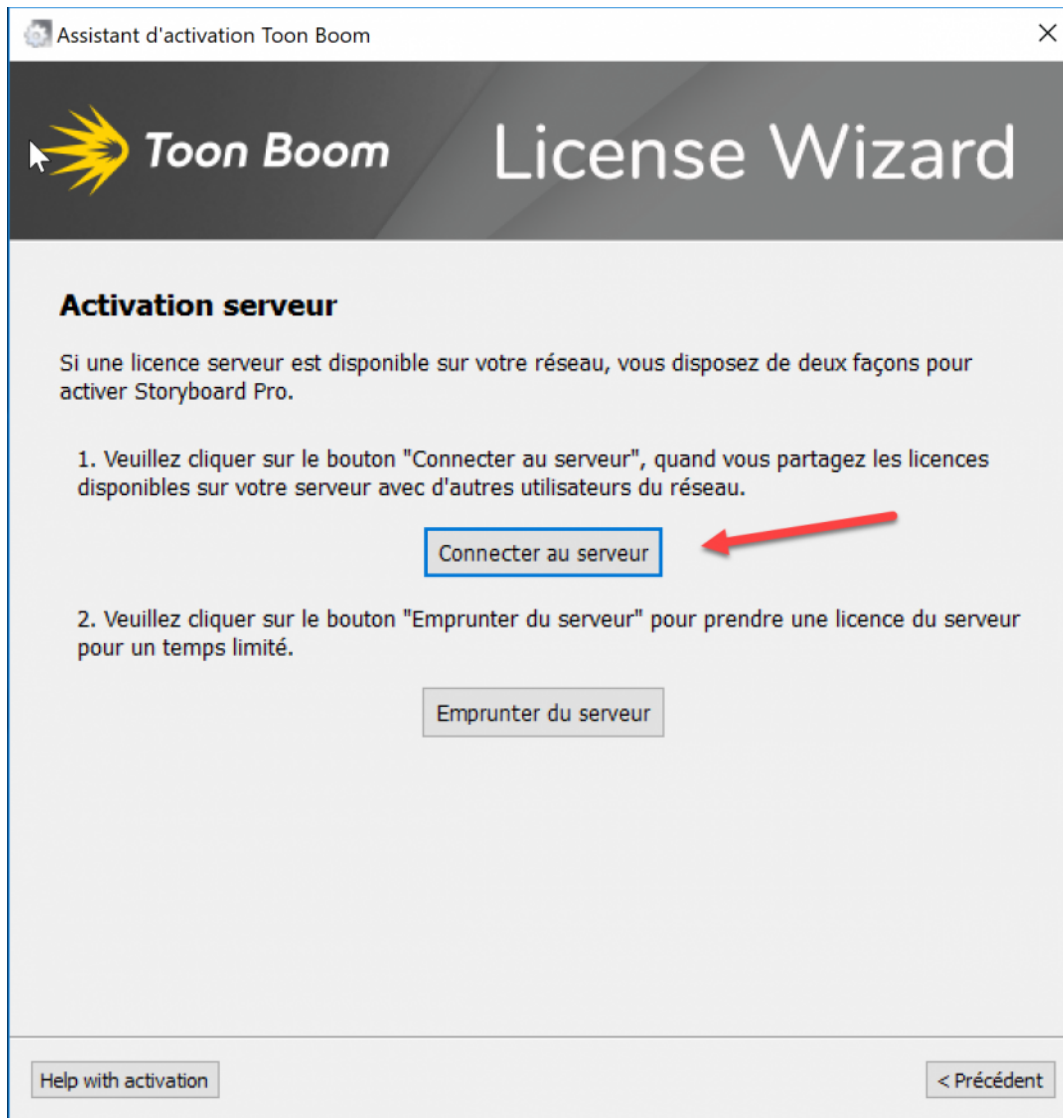 Assistant d'activation Toon Boom
Toon Boom License Wizard
Activation serveur
Si une licence serveur est disponible sur votre réseau, vous disposez de deux façons pour
activer Storyboard Pro.
1. Veuillez cliquer sur le bouton "Connecter au serveur", quand vous partagez les licences
disponibles sur votre serveur avec d'autres utilisateurs du réseau.
Connecter au serveur
2. Veuillez cliquer sur le bouton "Emprunter du serveur" pour prendre une licence du serveur
pour un temps limité.
Emprunter du serveur
Help with activation
< Précédent